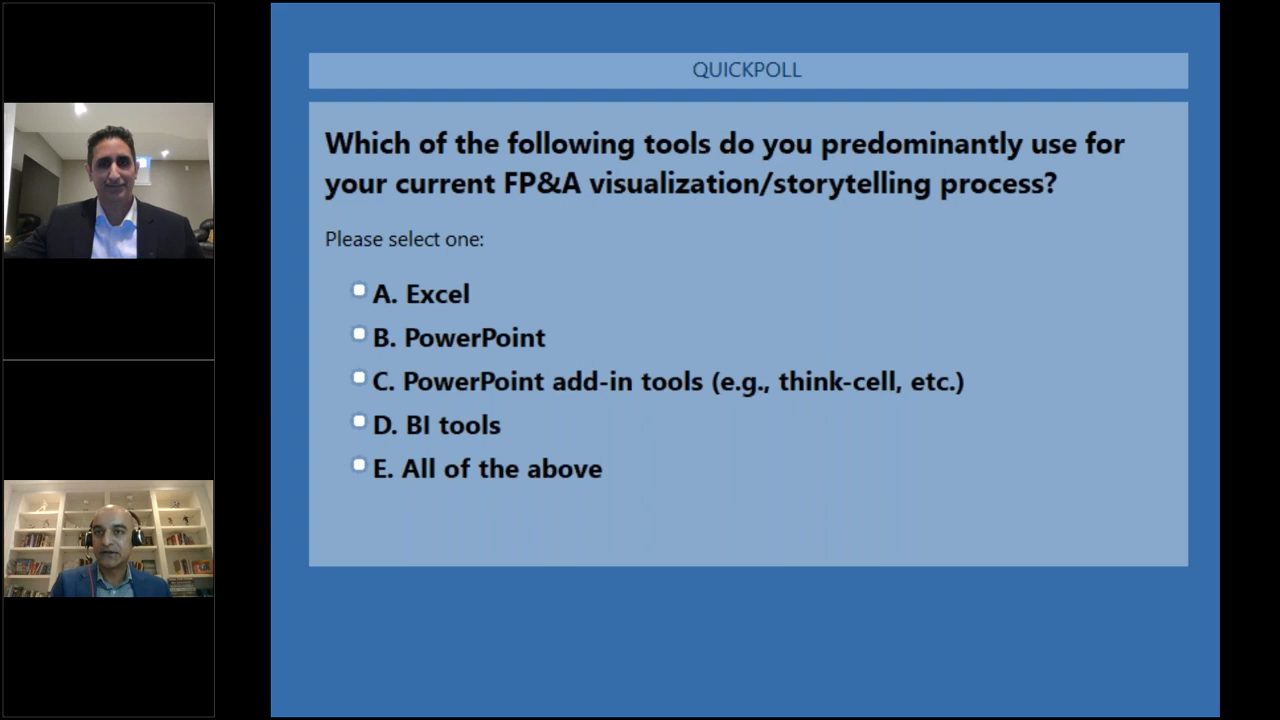 QUICKPOLL
Which of the following tools do you predominantly use for
your current FP&A visualization/storytelling process?
Please select one:
A. Excel
B. PowerPoint
C. PowerPoint add-in tools (e.g., think-cell, etc.)
D. BI tools
E. All of the above